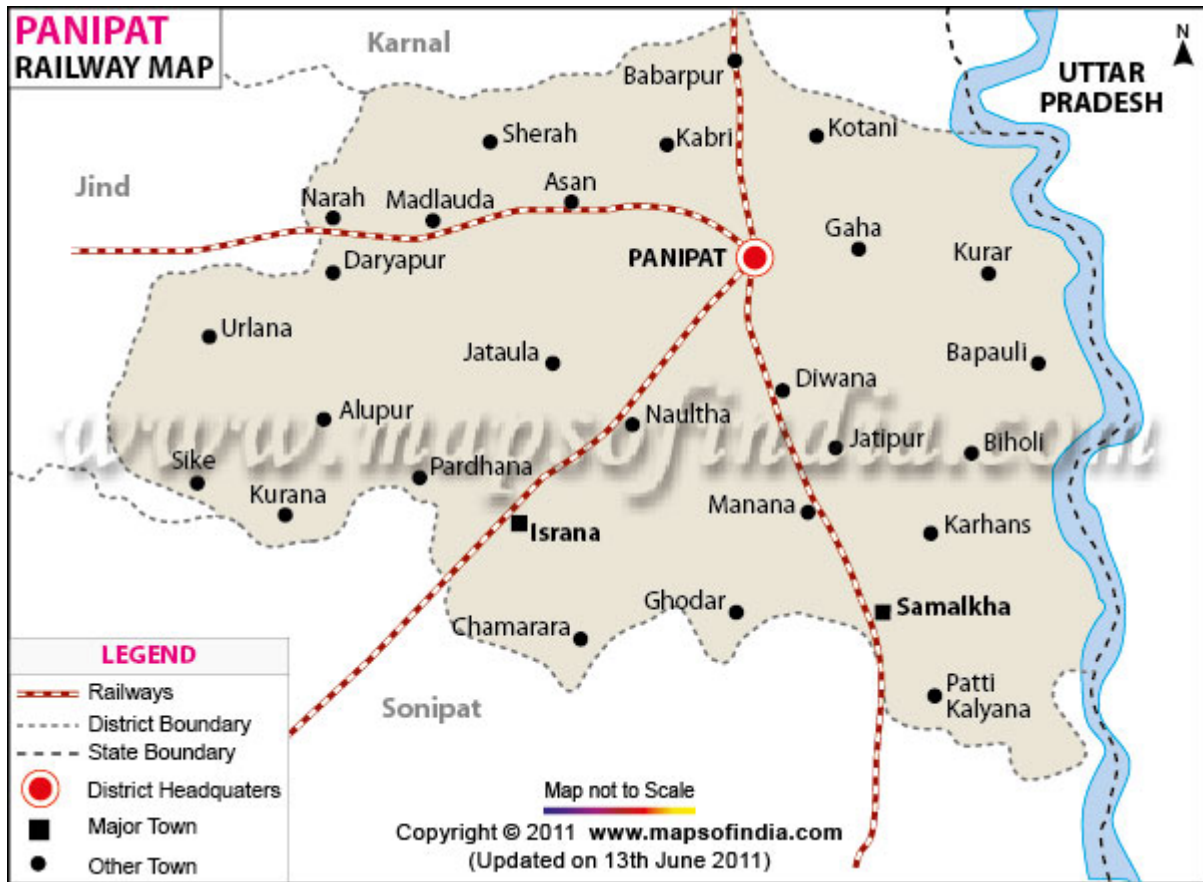 PANIPAT
RAILWAY MAP
Karnal
N
UTTAR
PRADESH
Babarpur
Sherah
Kabri
Kotani
Jind
Narah
Madlauda
Asan
Gaha
PANIPAT
Kurar
Daryapur
Urlana
Jataula
Bapauli
Diwana
Alupur
Naultha
www.mapsofindia.com
Jatipur
Biholi
Sike
Pardhana
Kurana
Manana
Israna
Karhans
Ghodar
Samalkha
Chamarara
Patti
Kalyana
Sonipat
LEGEND
Railways
District Boundary
State Boundary
District Headquaters
Major Town
Other Town
Map not to Scale
Copyright © 2011 www.mapsofindia.com
(Updated on 13th June 2011)